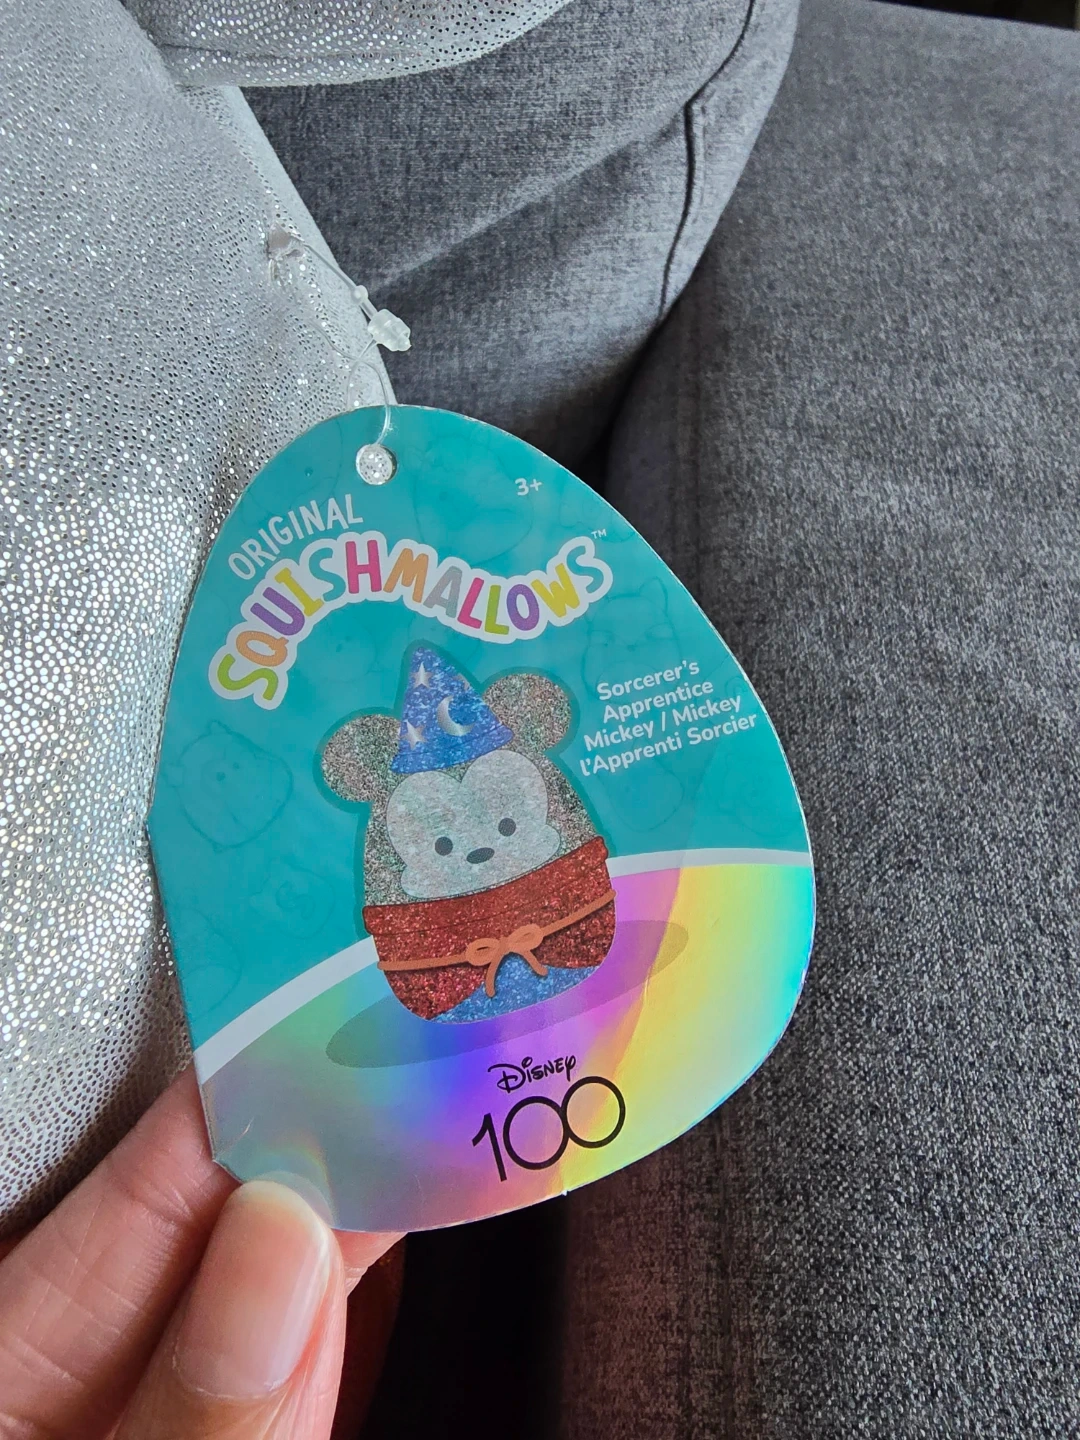 3+
ORIGINAL
SQUISHMALLOWS™
Sorcerer's
Apprentice
Mickey / Mickey
l'Apprenti Sorcier
Disney
100